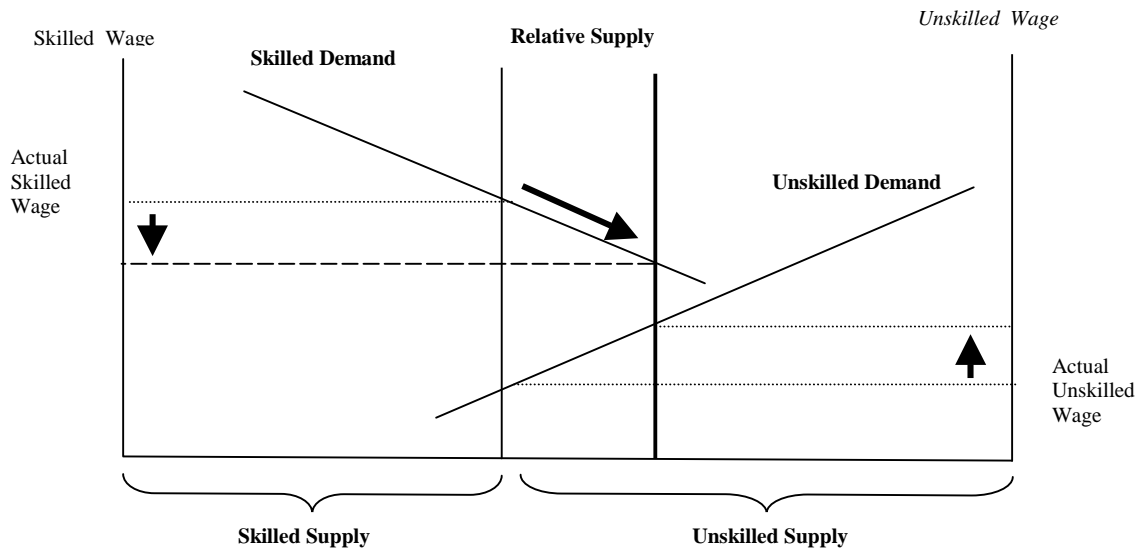 Unskilled Wage
Skilled Wage
Relative Supply
Skilled Demand
Actual
Skilled
Wage
Unskilled Demand
Actual
Unskilled
Wage
Skilled Supply
Unskilled Supply